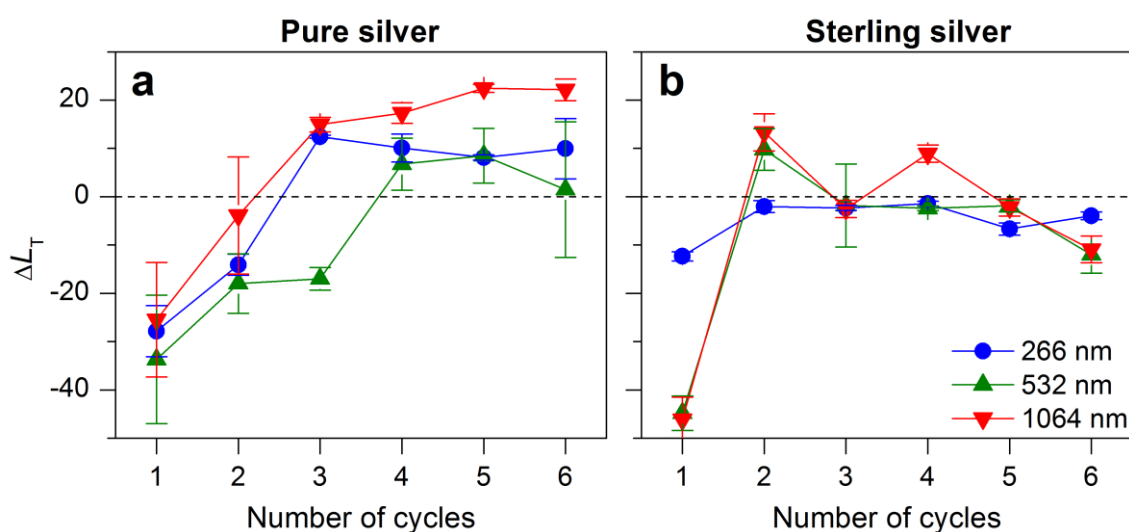 Pure silver
Sterling silver
a
b
ΔL_T
20
0
-20
-40
1 2 3 4 5 6
1 2 3 4 5 6
Number of cycles
Number of cycles
266 nm
532 nm
1064 nm